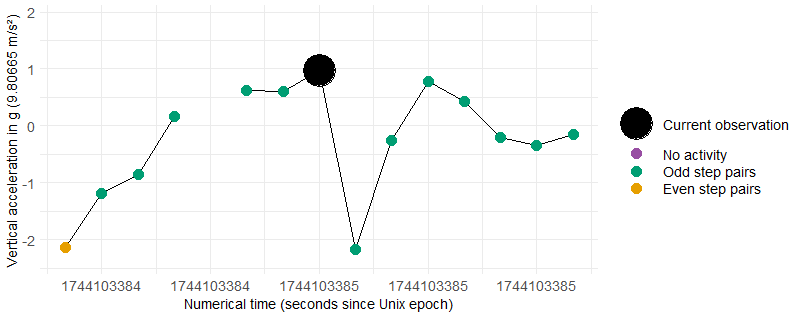 Vertical acceleration in g (9.80665 m/s²)
2
1
0
-1
-2
1744103384
1744103384
1744103385
1744103385
1744103385
Numerical time (seconds since Unix epoch)
Current observation
No activity
Odd step pairs
Even step pairs